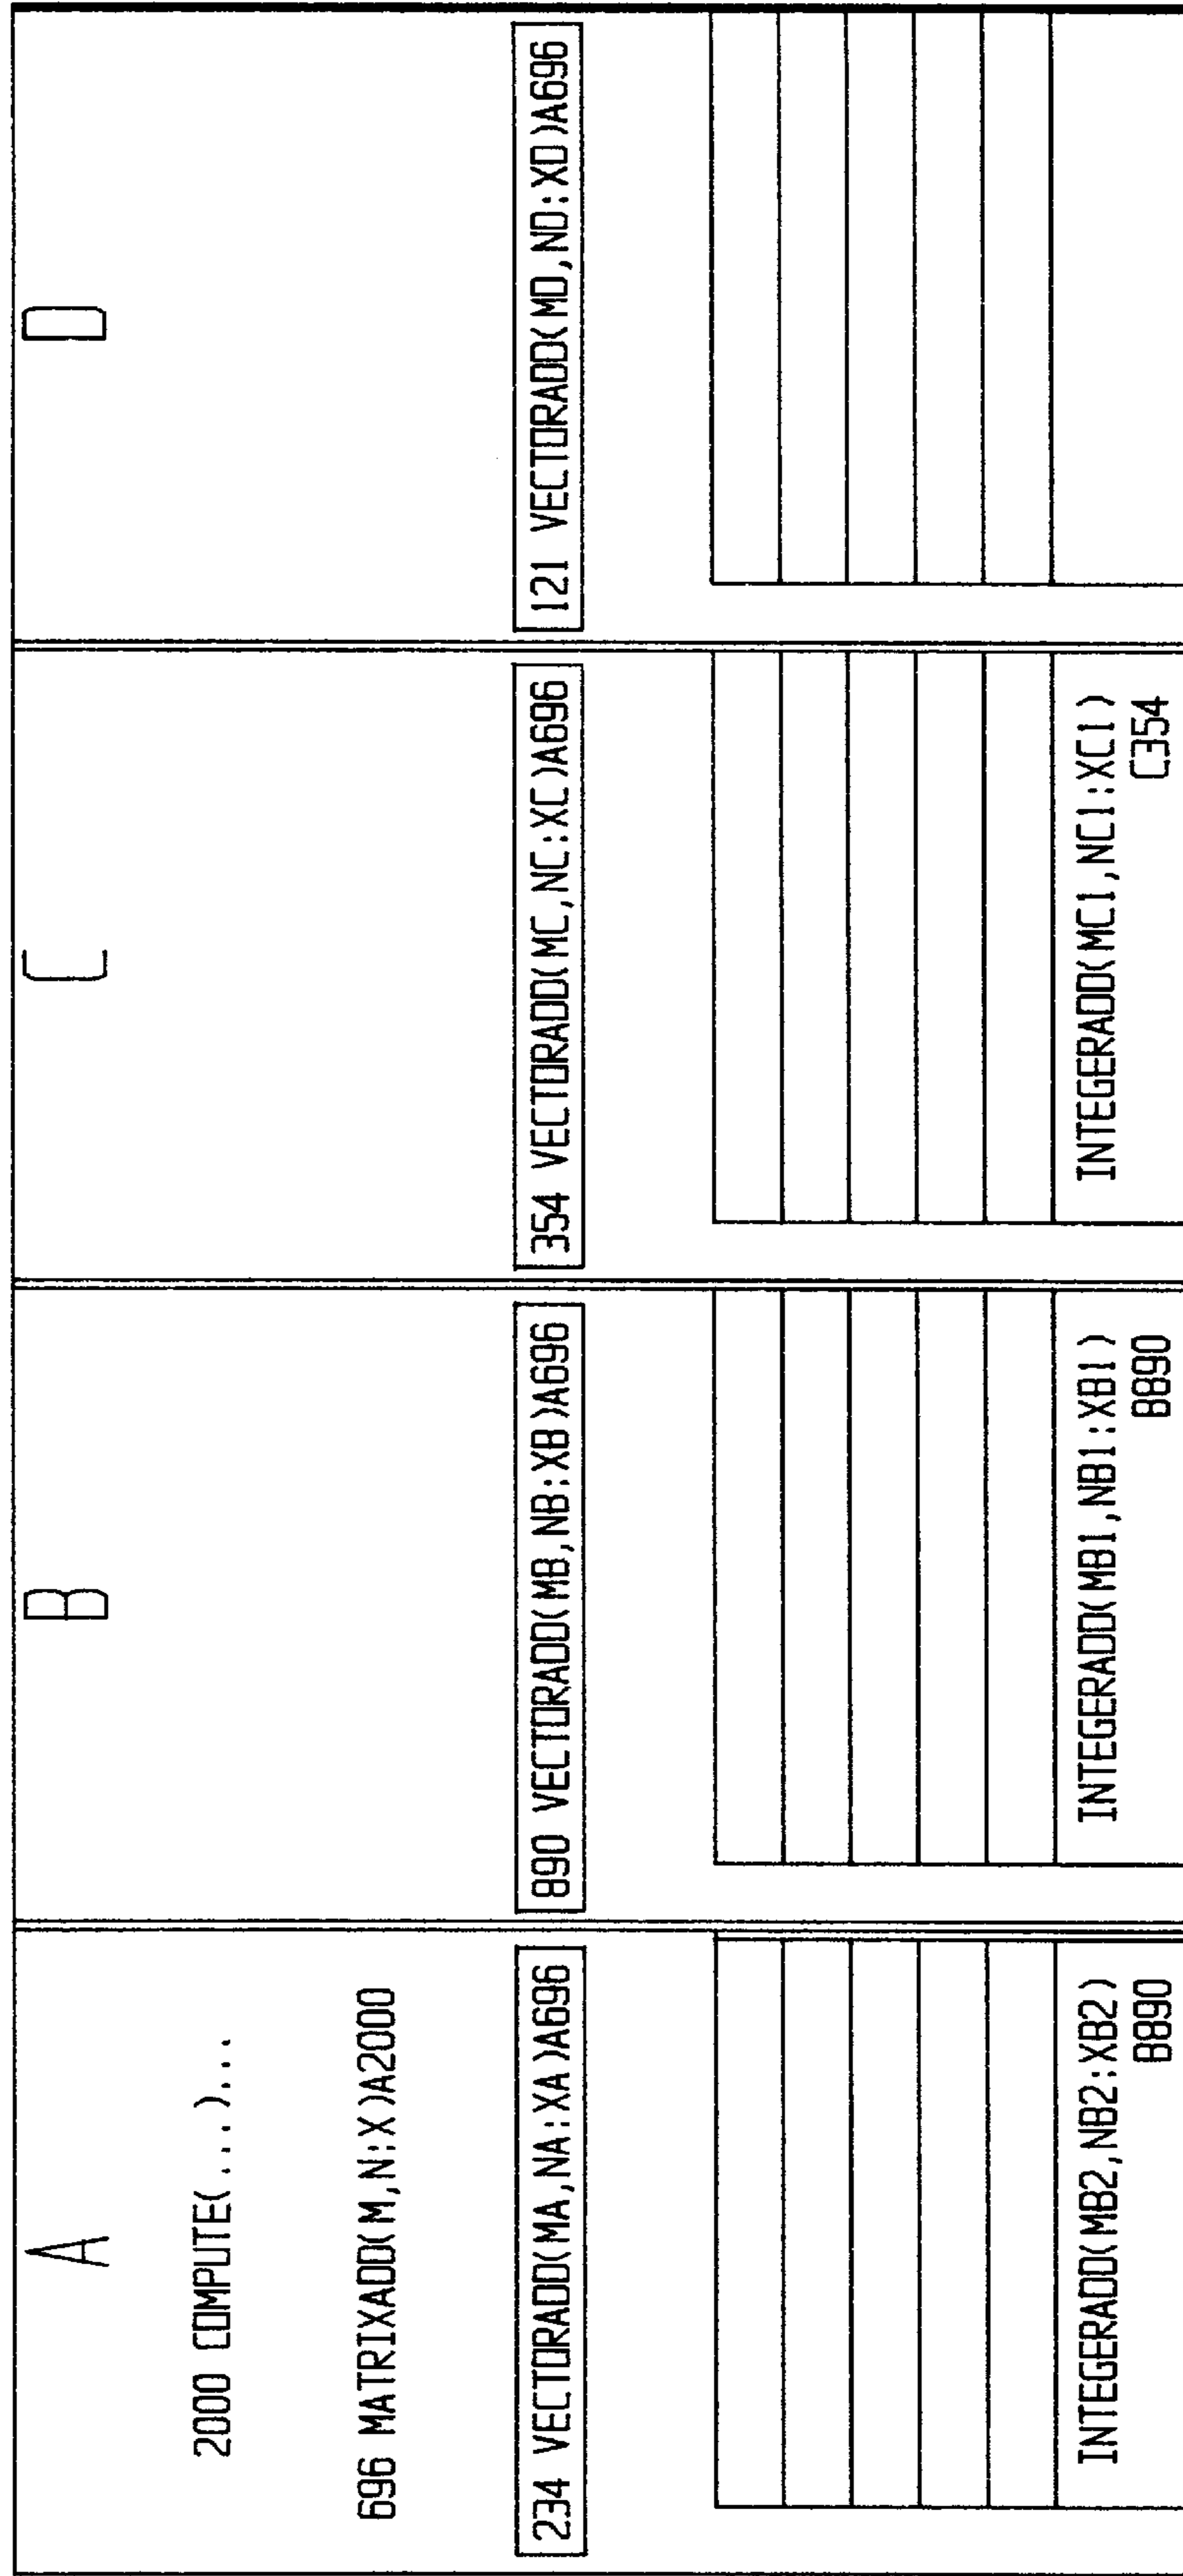 A
2000 COMPUTE(...)...
696 MATRIXADD(M,N:X)A2000
234 VECTORADD(MA,NA:XA)A696
INTEGERADD(MB2,NB2:XB2)
B890
B
890 VECTORADD(MB,NB:XB)A696
INTEGERADD(MB1,NB1:XB1)
B890
C
354 VECTORADD(MC,NC:XC)A696
INTEGERADD(MC1,NC1:XC1)
C354
D
121 VECTORADD(MD,ND:XD)A696